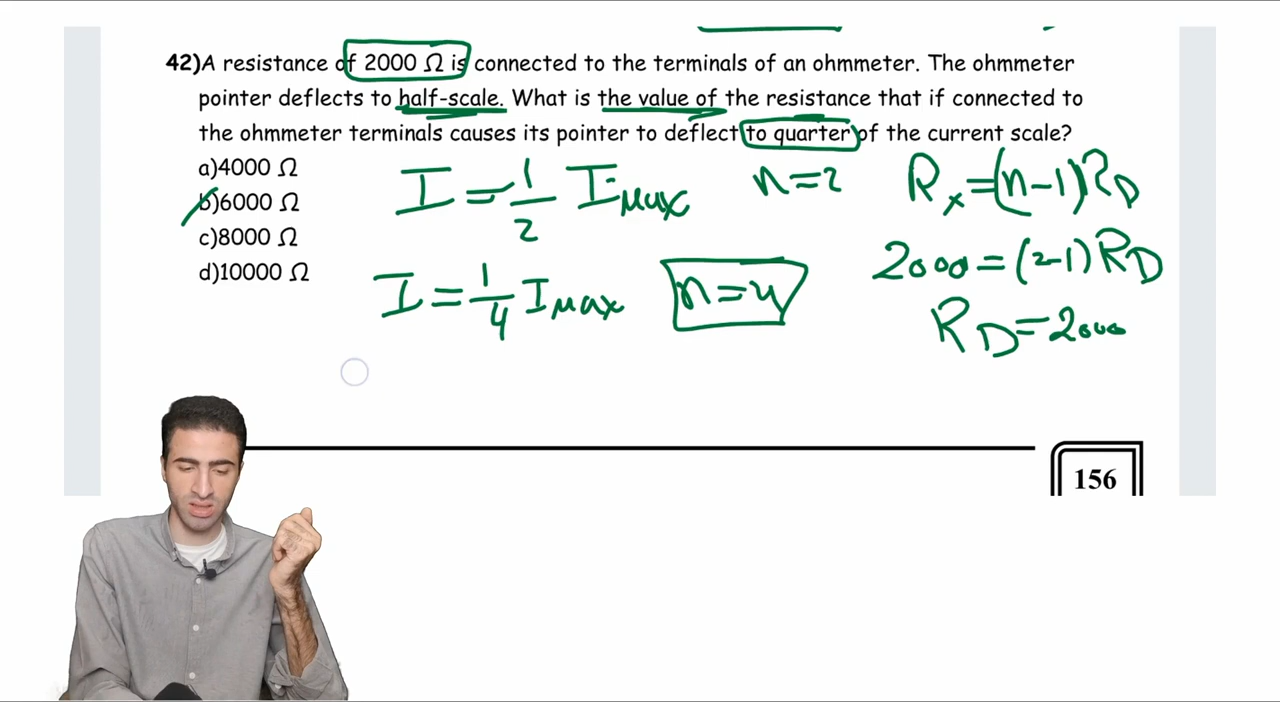 42)A resistance of 2000 Ω is connected to the terminals of an ohmmeter. The ohmmeter
pointer deflects to half-scale. What is the value of the resistance that if connected to
the ohmmeter terminals causes its pointer to deflect to quarter of the current scale?
a)4000 Ω
b)6000 Ω
c)8000 Ω
d)10000 Ω
I = 1/2 I Max n=2 Rx=(n-1)RD
2000=(2-1)RD
I = 1/4 I Max n=4
RD=2000
156